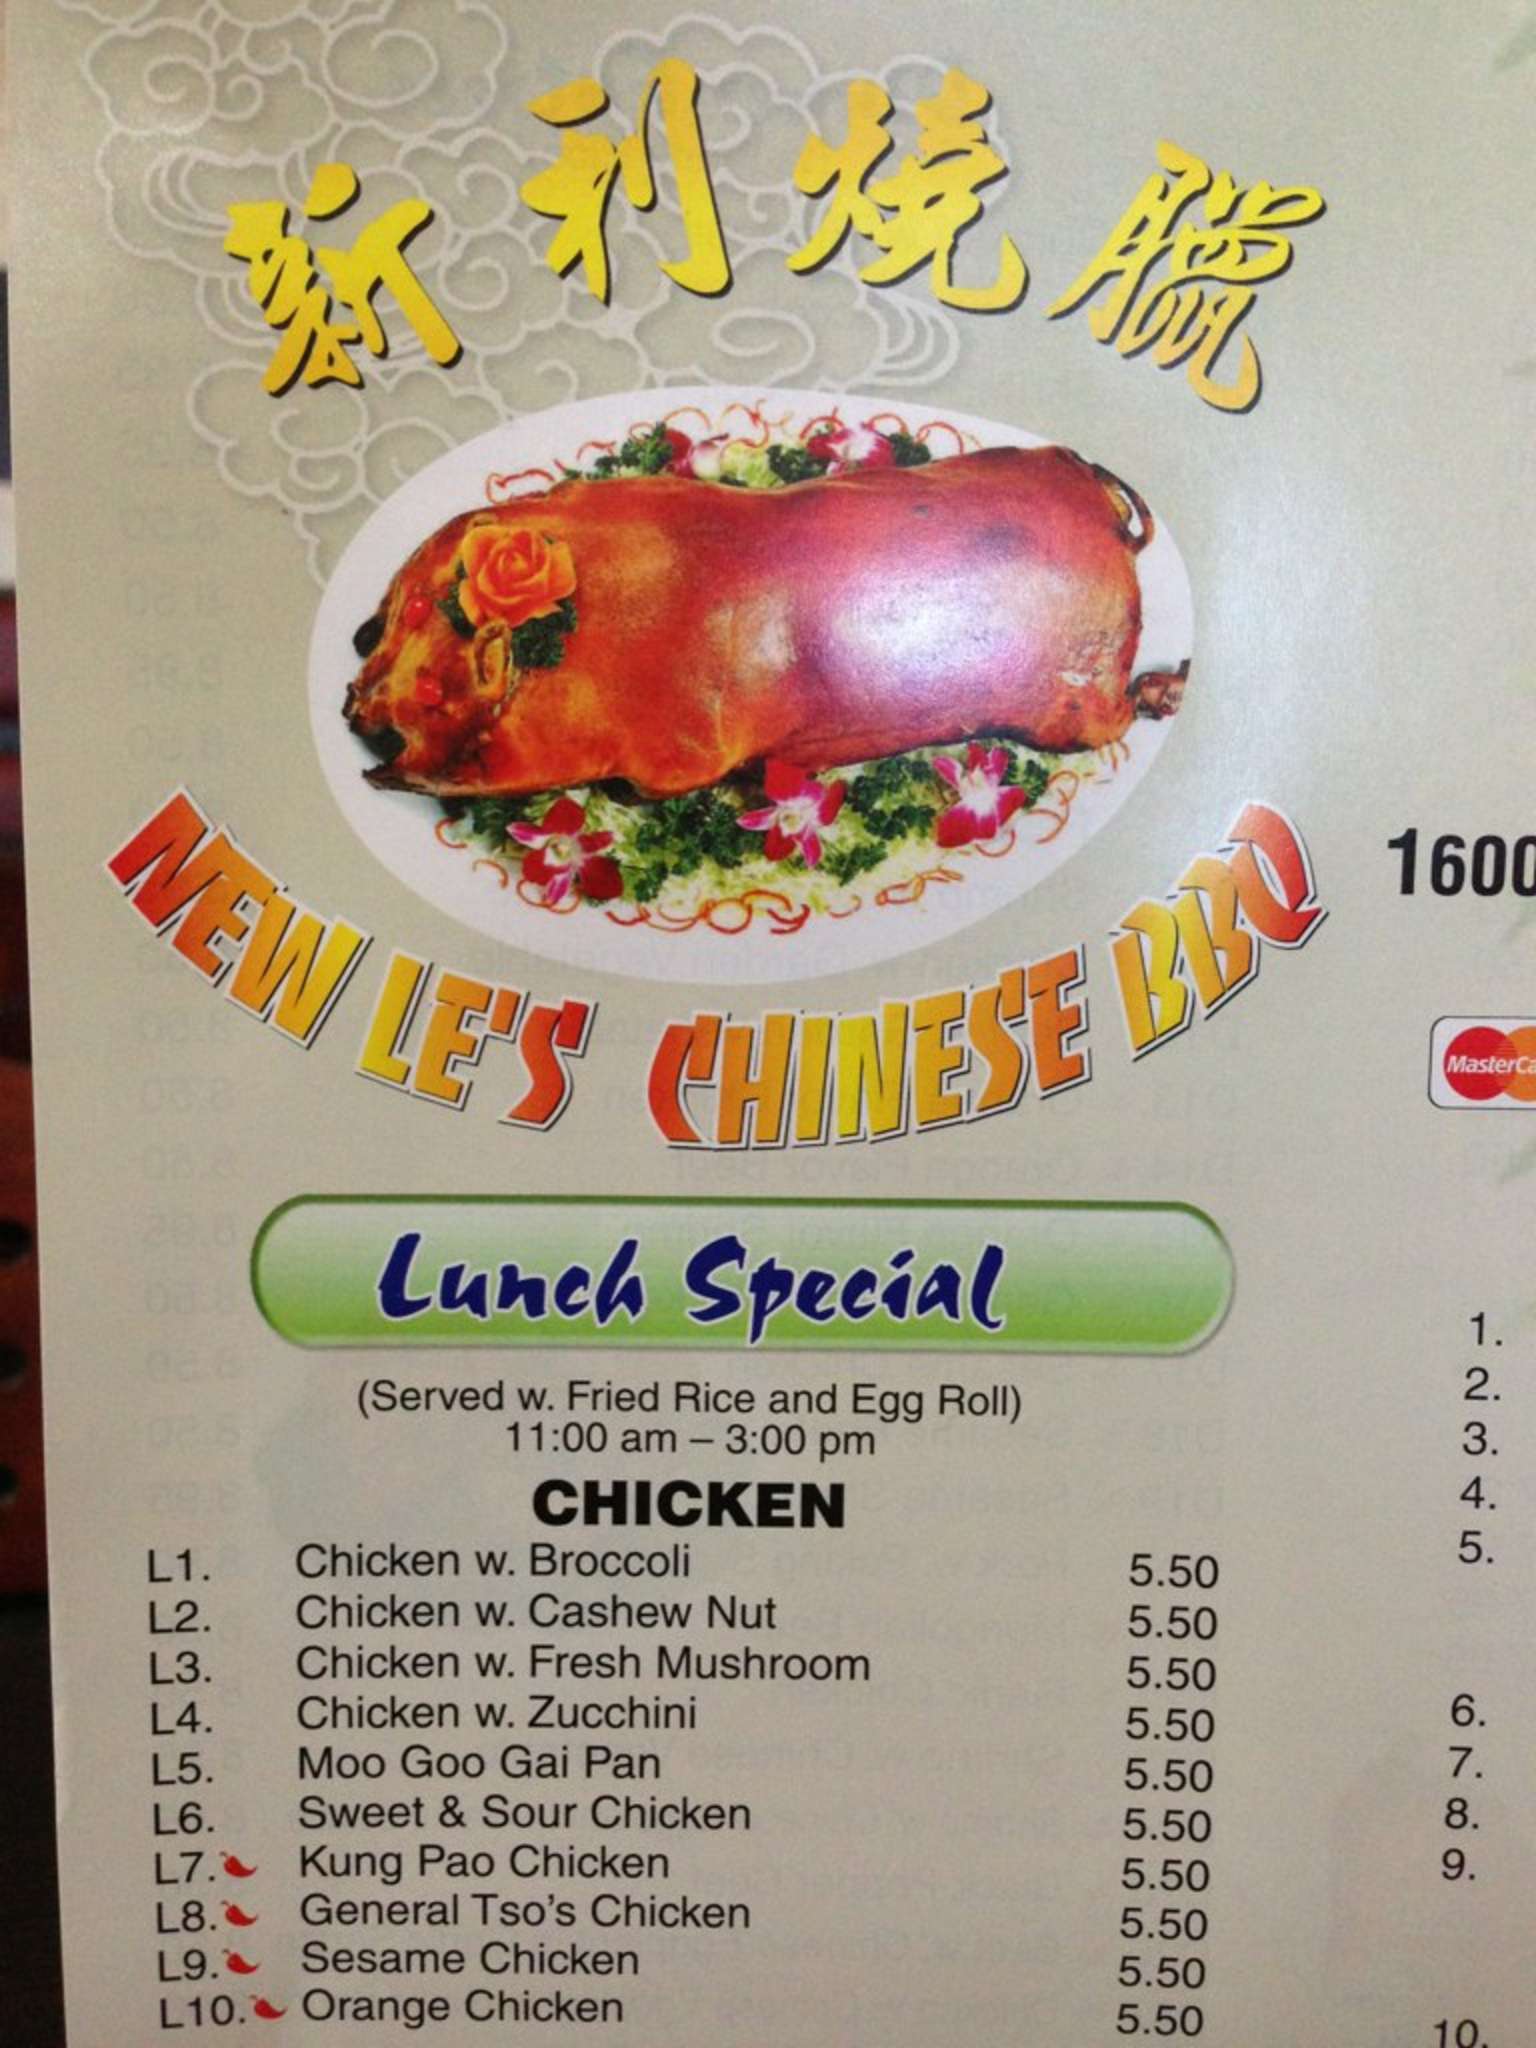 新利燒臘
NEW LE'S CHINESE BBQ
Lunch Special
(Served w. Fried Rice and Egg Roll)
11:00 am – 3:00 pm
CHICKEN
L1. Chicken w. Broccoli 5.50
L2. Chicken w. Cashew Nut 5.50
L3. Chicken w. Fresh Mushroom 5.50
L4. Chicken w. Zucchini 5.50
L5. Moo Goo Gai Pan 5.50
L6. Sweet & Sour Chicken 5.50
L7. Kung Pao Chicken 5.50
L8. General Tso's Chicken 5.50
L9. Sesame Chicken 5.50
L10. Orange Chicken 5.50
1600
MasterCa
1.
2.
3.
4.
5.
6.
7.
8.
9.
10.